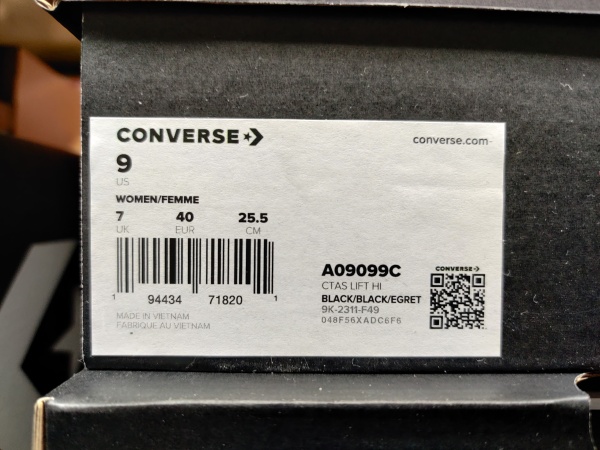 CONVERSE
converse.com
9
US
WOMEN/FEMME
7 40 25.5
UK EUR CM
1 94434 71820 1
MADE IN VIETNAM
FABRIQUÉ AU VIETNAM
A09099C
CTAS LIFT HI
BLACK/BLACK/EGRET
9K-2311-F49
048F56XADC6F6
CONVERSE